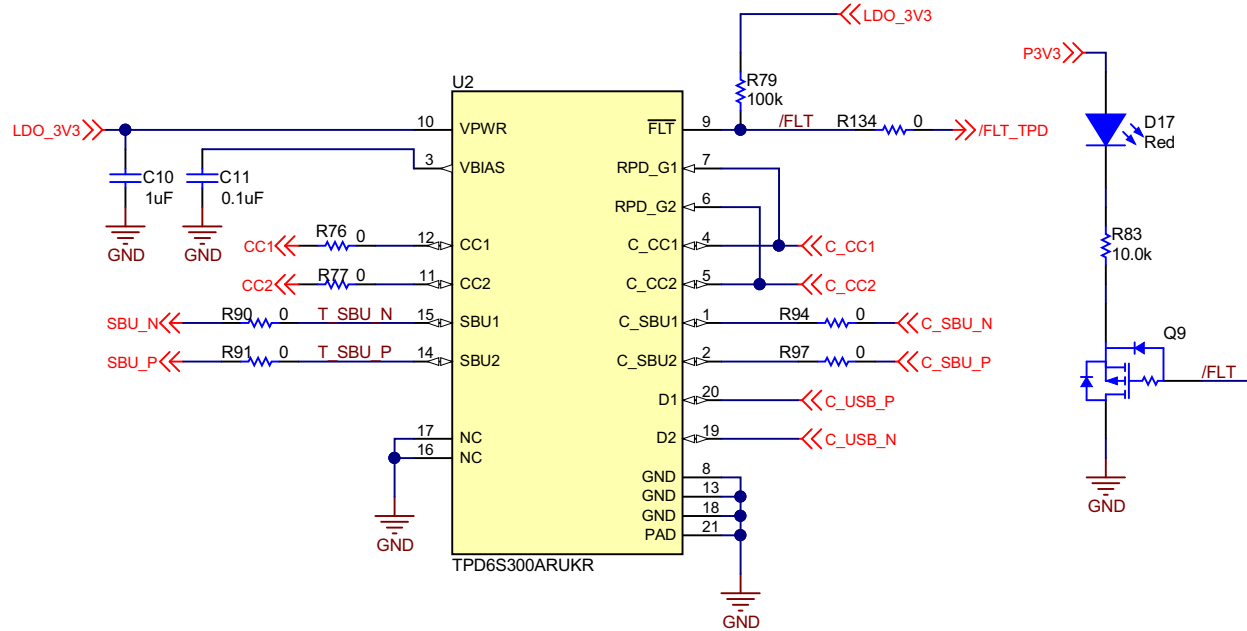 LDO_3V3
P3V3
U2
R79
100k
LDO_3V3
10
VPWR
FLT
9
/FLT
R134
0
/FLT_TPD
D17
Red
3
VBIAS
RPD_G1
7
C10
1uF
C11
0.1uF
RPD_G2
6
GND
GND
CC1
R76
0
12
CC1
C_CC1
4
C_CC1
R83
10.0k
CC2
R77
0
11
CC2
C_CC2
5
C_CC2
SBU_N
R90
0
T_SBU_N
15
SBU1
C_SBU1
1
R94
0
C_SBU_N
SBU_P
R91
0
T_SBU_P
14
SBU2
C_SBU2
2
R97
0
C_SBU_P
Q9
/FLT
D1
20
C_USB_P
17
NC
D2
19
C_USB_N
16
NC
GND
8
GND
13
GND
18
PAD
21
GND
GND
TPD6S300ARUKR
GND